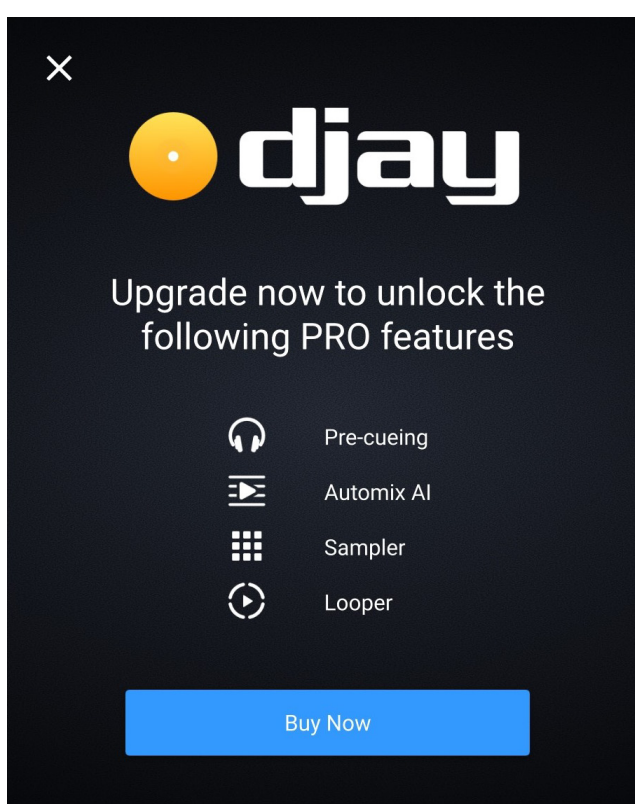 djay
Upgrade now to unlock the
following PRO features
Pre-cueing
Automix AI
Sampler
Looper
Buy Now